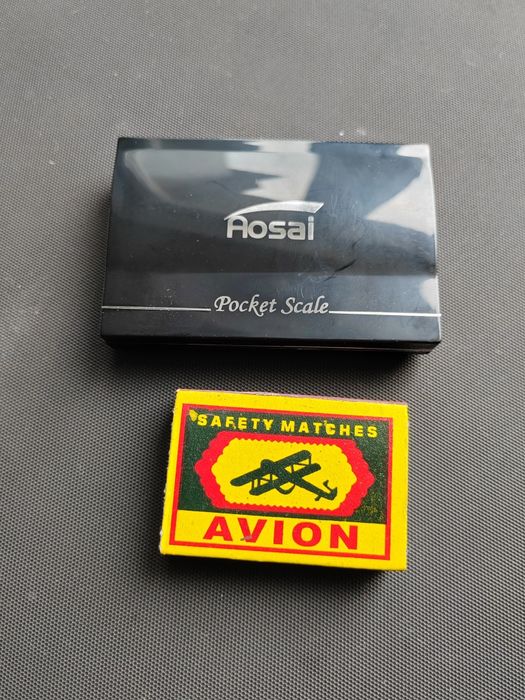 Aosai
Pocket Scale
SAFETY MATCHES
AVION